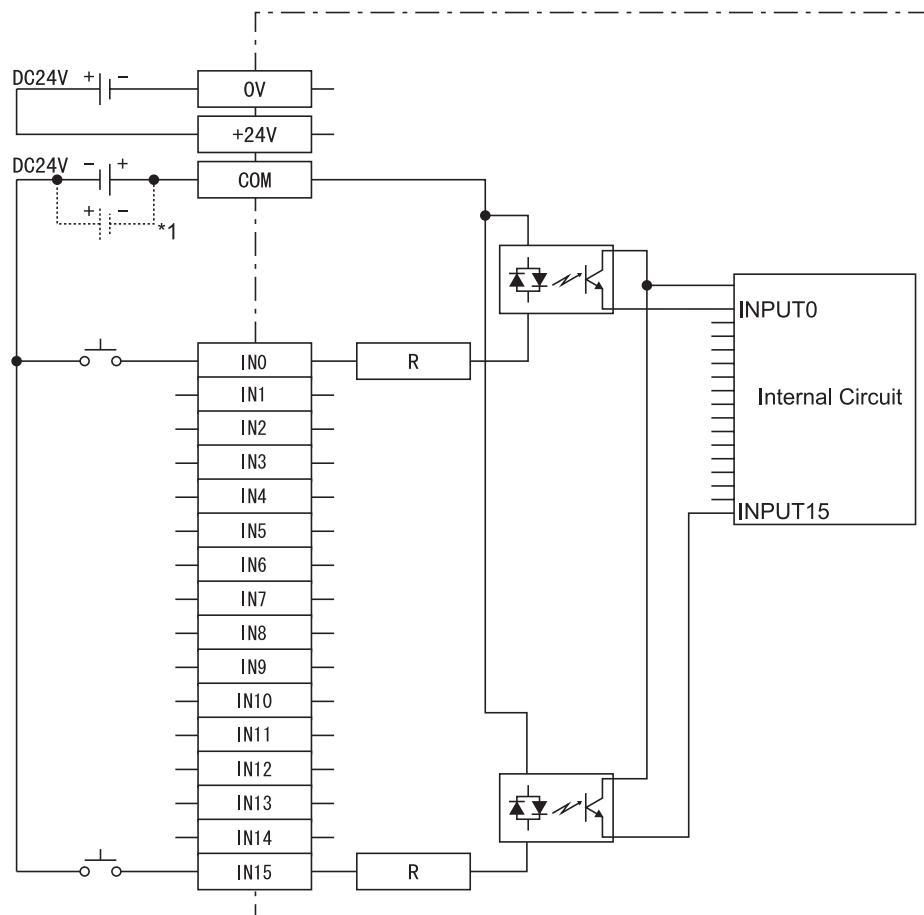 DC24V + −
0V
+24V
DC24V − +
COM
+ −
*1
INPUT0
IN0
R
IN1
Internal Circuit
IN2
IN3
IN4
INPUT15
IN5
IN6
IN7
IN8
IN9
IN10
IN11
IN12
IN13
IN14
IN15
R